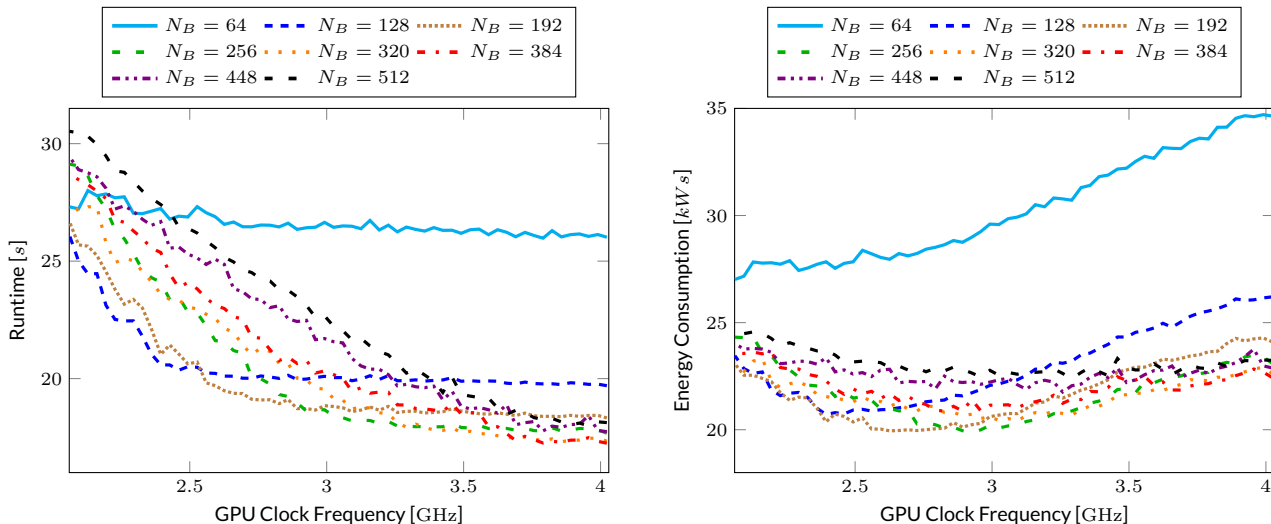 N_B = 64 N_B = 128 N_B = 192
N_B = 256 N_B = 320 N_B = 384
N_B = 448 N_B = 512
30
25
20
Runtime [s]
2.5 3 3.5 4
GPU Clock Frequency [GHz]
N_B = 64 N_B = 128 N_B = 192
N_B = 256 N_B = 320 N_B = 384
N_B = 448 N_B = 512
35
30
25
20
Energy Consumption [kW s]
2.5 3 3.5 4
GPU Clock Frequency [GHz]